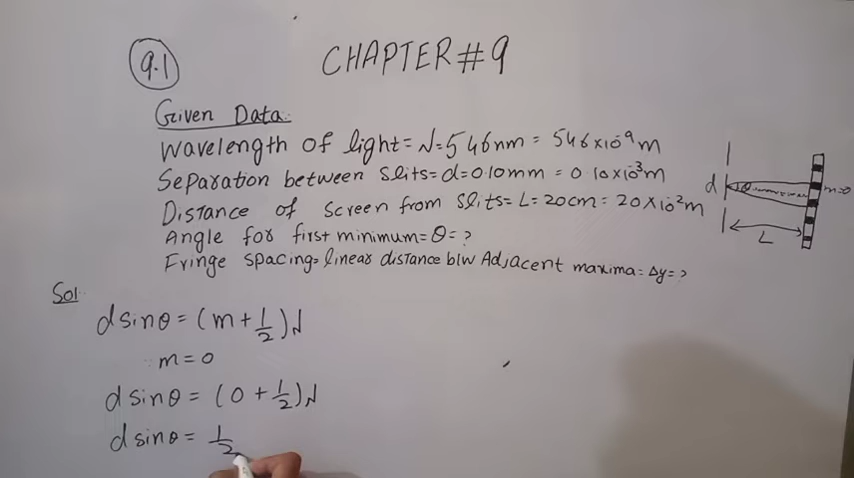 9.1
CHAPTER # 9
Given Data:
Wavelength of light = λ = 546nm = 546×10⁻⁹m
Separation between slits = d = 0.10mm = 0.10×10⁻³m
Distance of screen from slits = L = 20cm = 20×10⁻²m
Angle for first minimum = θ = ?
Fringe spacing = linear distance b/w Adjacent maxima = Δy = ?
d θ m=0
L
Sol:
d sinθ = (m + 1/2)λ
m = 0
d sinθ = (0 + 1/2)λ
d sinθ = 1/2